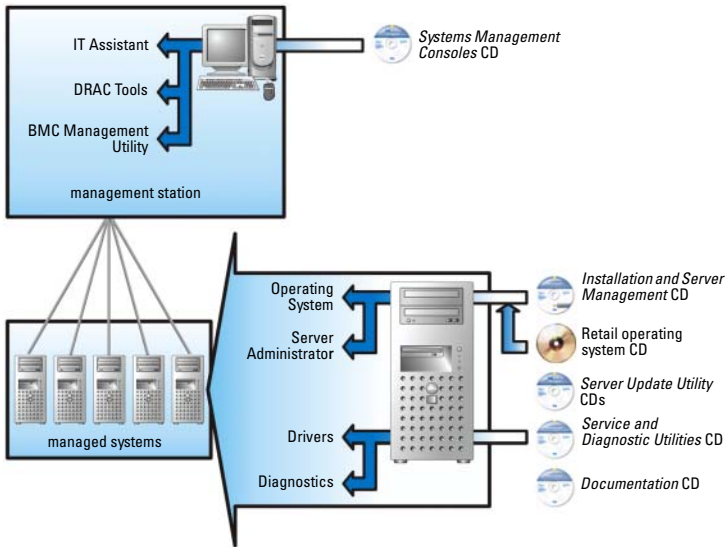 IT Assistant
DRAC Tools
BMC Management
Utility
management station
Systems Management
Consoles CD
Operating
System
Server
Administrator
Drivers
Diagnostics
managed systems
Installation and Server
Management CD
Retail operating
system CD
Server Update Utility
CDs
Service and
Diagnostic Utilities CD
Documentation CD